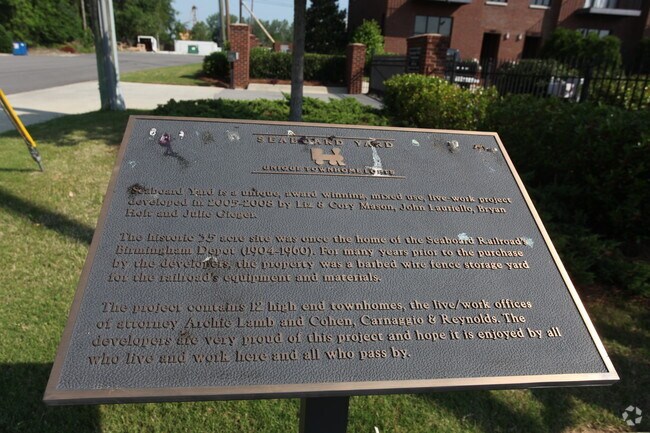 SEABOARD YARD
UNIQUE TOWNHOME LOFTS
Seaboard Yard is a unique, award winning, mixed use, live-work project
developed in 2005-2008 by Liz & Cory Mason, John Lauriello, Bryan
Holt and Julie Gieger.
The historic 3.5 acre site was once the home of the Seaboard Railroad's
Birmingham Depot (1904-1960). For many years prior to the purchase
by the developers, the property was a barbed wire fence storage yard
for the railroad's equipment and materials.
The project contains 12 high end townhomes, the live/work offices
of attorney Archie Lamb and Cohen, Carnaggio & Reynolds. The
developers are very proud of this project and hope it is enjoyed by all
who live and work here and all who pass by.